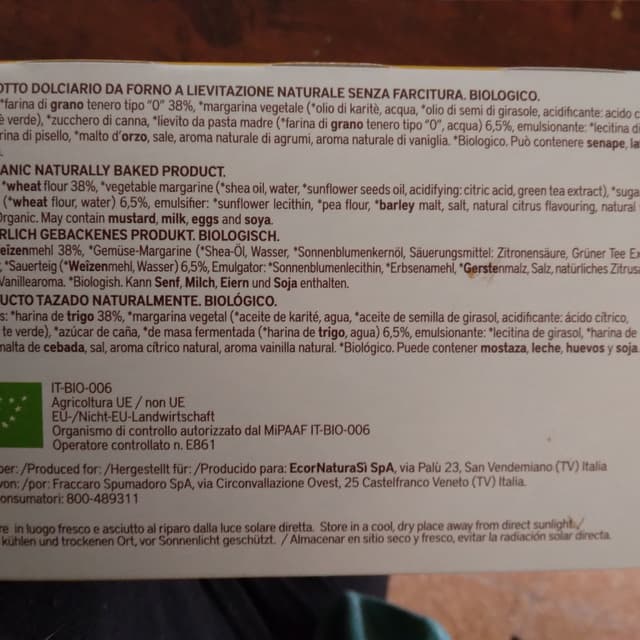 OTTO DOLCIARIO DA FORNO A LIEVITAZIONE NATURALE SENZA FARCITURA. BIOLOGICO.
*farina di grano tenero tipo "0" 38%, *margarina vegetale (*olio di karitè, acqua, *olio di semi di girasole, acidificante: acido c
è verde), *zucchero di canna, *lievito da pasta madre (*farina di grano tenero tipo "0", acqua) 6,5%, emulsionante: *lecitina di
rina di pisello, *malto d'orzo, sale, aroma naturale di agrumi, aroma naturale di vaniglia. *Biologico. Può contenere senape, la
ANIC NATURALLY BAKED PRODUCT.
*wheat flour 38%, *vegetable margarine (*shea oil, water, *sunflower seeds oil, acidifying: citric acid, green tea extract), *suga
(*wheat flour, water) 6,5%, emulsifier: *sunflower lecithin, *pea flour, *barley malt, salt, natural citrus flavouring, natural
Organic. May contain mustard, milk, eggs and soya.
RLICH GEBACKENES PRODUKT. BIOLOGISCH.
eizenmehl 38%, *Gemüse-Margarine (*Shea-Öl, Wasser, *Sonnenblumenkernöl, Säuerungsmittel: Zitronensäure, Grüner Tee Ex
, *Sauerteig (*Weizenmehl, Wasser) 6,5%, Emulgator: *Sonnenblumenlecithin, *Erbsenamehl, *Gerstenmalz, Salz, natürliches Zitrusa
Vanillearoma. *Biologish. Kann Senf, Milch, Eiern und Soja enthalten.
UCTO TAZADO NATURALMENTE. BIOLÓGICO.
s: *harina de trigo 38%, *margarina vegetal (*aceite de karité, agua, *aceite de semilla de girasol, acidificante: ácido cítrico,
te verde), *azúcar de caña, *de masa fermentada (*harina de trigo, agua) 6,5%, emulsionante: *lecitina de girasol, *harina de
malta de cebada, sal, aroma cítrico natural, aroma vainilla natural. *Biológico. Puede contener mostaza, leche, huevos y soja.
IT-BIO-006
Agricoltura UE / non UE
EU-/Nicht-EU-Landwirtschaft
Organismo di controllo autorizzato dal MiPAAF IT-BIO-006
Operatore controllato n. E861
per: /Produced for: /Hergestellt für: /Producido para: EcorNaturaSì SpA, via Palù 23, San Vendemiano (TV) Italia
von: /por: Fraccaro Spumadoro SpA, via Circonvallazione Ovest, 25 Castelfranco Veneto (TV) Italia.
onsumatori: 800-489311
re in luogo fresco e asciutto al riparo dalla luce solare diretta. Store in a cool, dry place away from direct sunlight. /
kühlen und trockenen Ort, vor Sonnenlicht geschützt. / Almacenar en sitio seco y fresco, evitar la radiación solar directa.